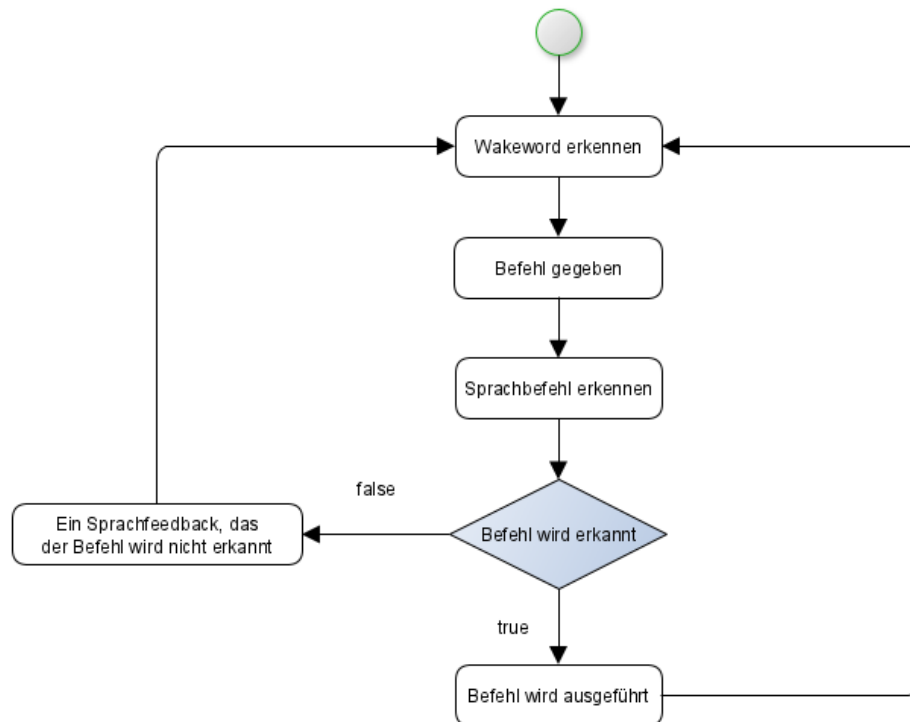 Wakeword erkennen
Befehl gegeben
Sprachbefehl erkennen
false
Ein Sprachfeedback, das
der Befehl wird nicht erkannt
Befehl wird erkannt
true
Befehl wird ausgeführt